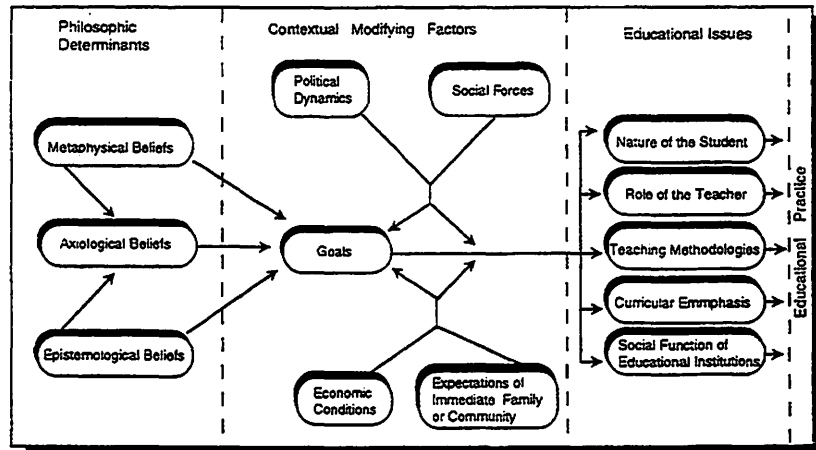 Philosophic
Determinants
Contextual Modifying Factors
Educational Issues
Political
Dynamics
Social Forces
Metaphysical Beliefs
Axiological Beliefs
Epistemological Beliefs
Goals
Economic
Conditions
Expectations of
Immediate Family
or Community
Nature of the Student
Role of the Teacher
Teaching Methodologies
Curricular Emmphasis
Social Function of
Educational Institutions
Educational Practice